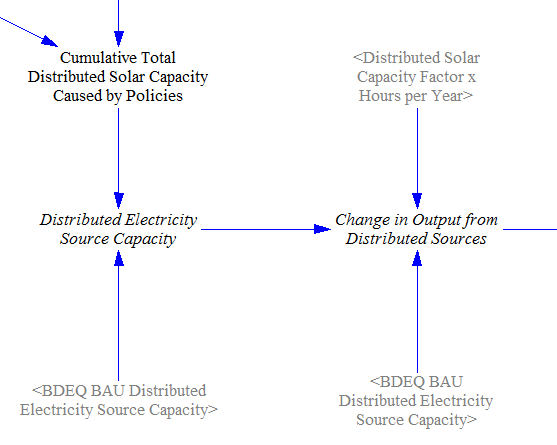 Cumulative Total
Distributed Solar Capacity
Caused by Policies
<Distributed Solar
Capacity Factor x
Hours per Year>
Distributed Electricity
Source Capacity
Change in Output from
Distributed Sources
<BDEQ BAU Distributed
Electricity Source Capacity>
<BDEQ BAU
Distributed Electricity
Source Capacity>